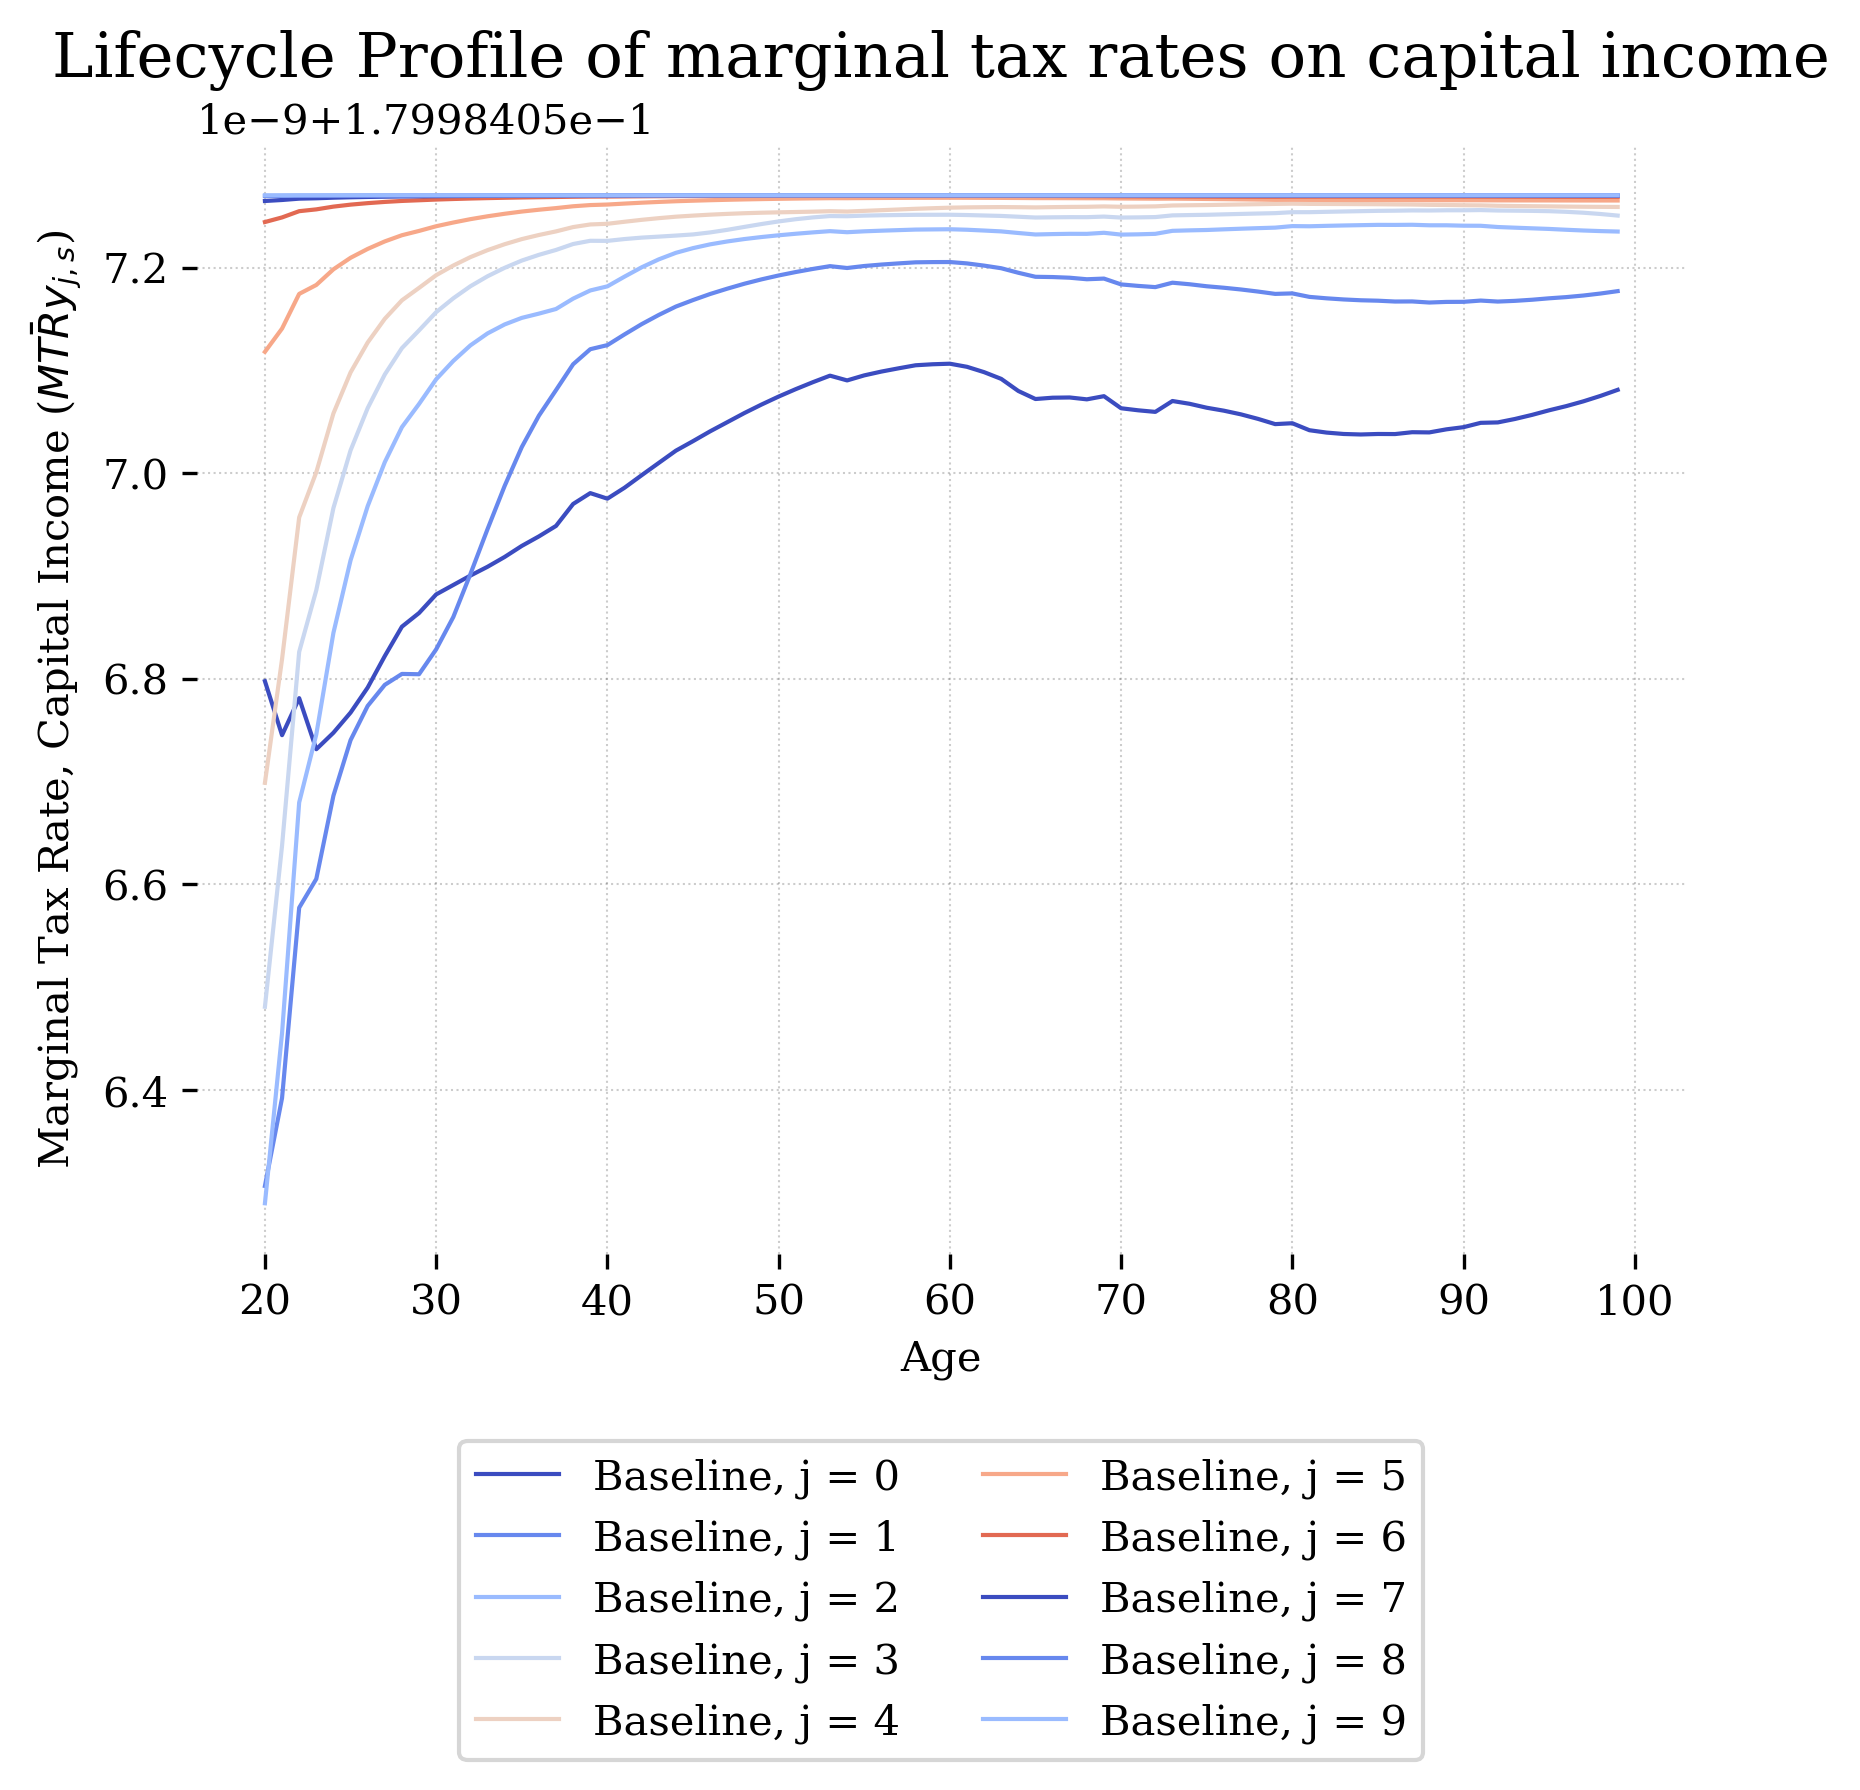 Lifecycle Profile of marginal tax rates on capital income
1e−9+1.7998405e−1
Marginal Tax Rate, Capital Income (MTR̄y_{j,s})
7.2
7.0
6.8
6.6
6.4
20 30 40 50 60 70 80 90 100
Age
Baseline, j = 0
Baseline, j = 1
Baseline, j = 2
Baseline, j = 3
Baseline, j = 4
Baseline, j = 5
Baseline, j = 6
Baseline, j = 7
Baseline, j = 8
Baseline, j = 9